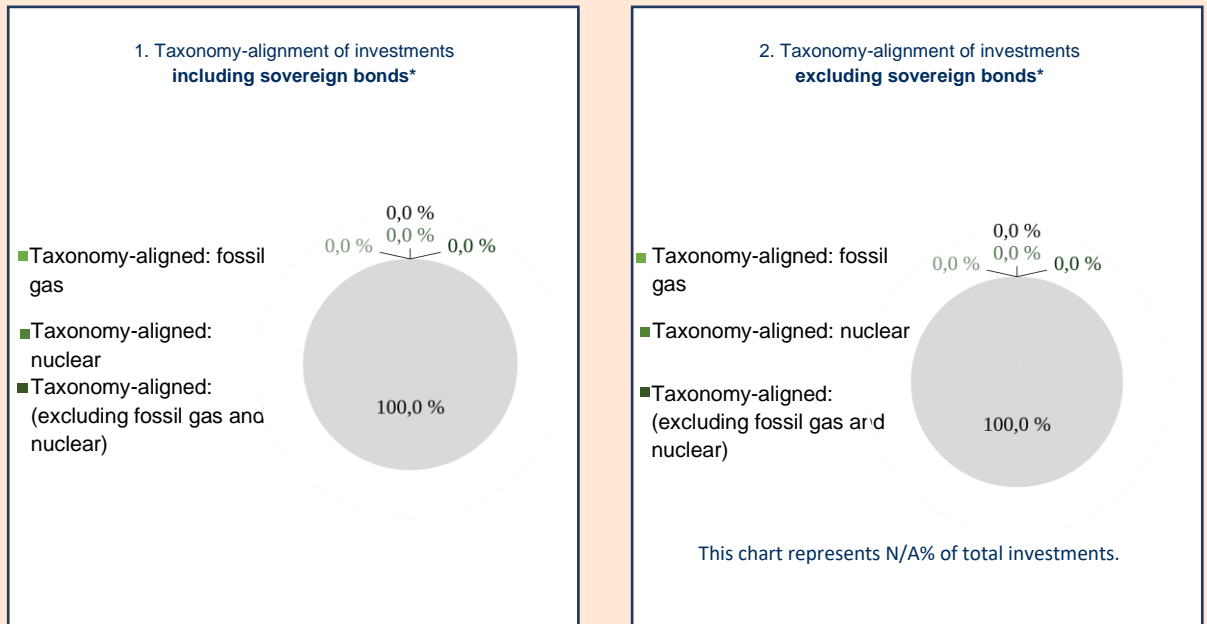 1. Taxonomy-alignment of investments
including sovereign bonds*
0,0 %
0,0 %
0,0 %
0,0 %
Taxonomy-aligned: fossil
gas
Taxonomy-aligned:
nuclear
Taxonomy-aligned:
(excluding fossil gas and
nuclear)
100,0 %
2. Taxonomy-alignment of investments
excluding sovereign bonds*
0,0 %
0,0 %
0,0 %
0,0 %
Taxonomy-aligned: fossil
gas
Taxonomy-aligned: nuclear
Taxonomy-aligned:
(excluding fossil gas and
nuclear)
100,0 %
This chart represents N/A% of total investments.